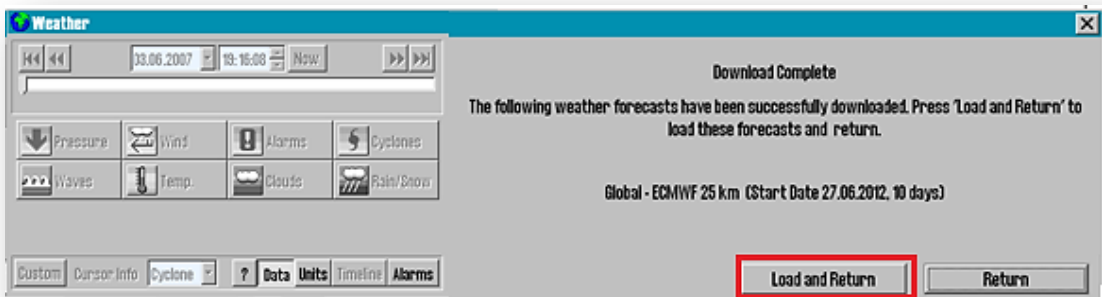 Weather
03.06.2007 19:16:08 Now
Pressure Wind Alarms Cyclones
Waves Temp. Clouds Rain/Snow
Custom Cursor Info Cyclone ? Data Units Timeline Alarms
Download Complete
The following weather forecasts have been successfully downloaded. Press 'Load and Return' to
load these forecasts and return.
Global - ECMWF 25 km (Start Date 27.06.2012, 10 days)
Load and Return Return